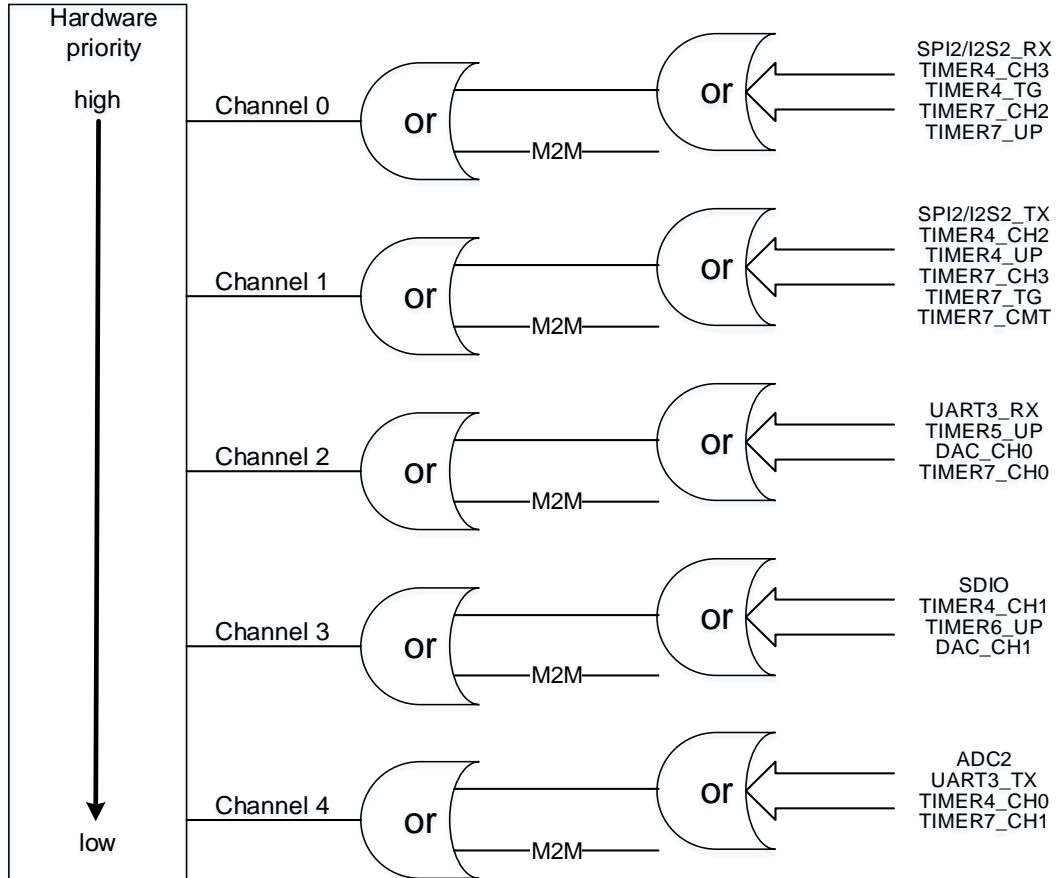 Hardware
priority
high
low
Channel 0
or
M2M
or
SPI2/I2S2_RX
TIMER4_CH3
TIMER4_TG
TIMER7_CH2
TIMER7_UP
Channel 1
or
M2M
or
SPI2/I2S2_TX
TIMER4_CH2
TIMER4_UP
TIMER7_CH3
TIMER7_TG
TIMER7_CMT
Channel 2
or
M2M
or
UART3_RX
TIMER5_UP
DAC_CH0
TIMER7_CH0
Channel 3
or
M2M
or
SDIO
TIMER4_CH1
TIMER6_UP
DAC_CH1
Channel 4
or
M2M
or
ADC2
UART3_TX
TIMER4_CH0
TIMER7_CH1